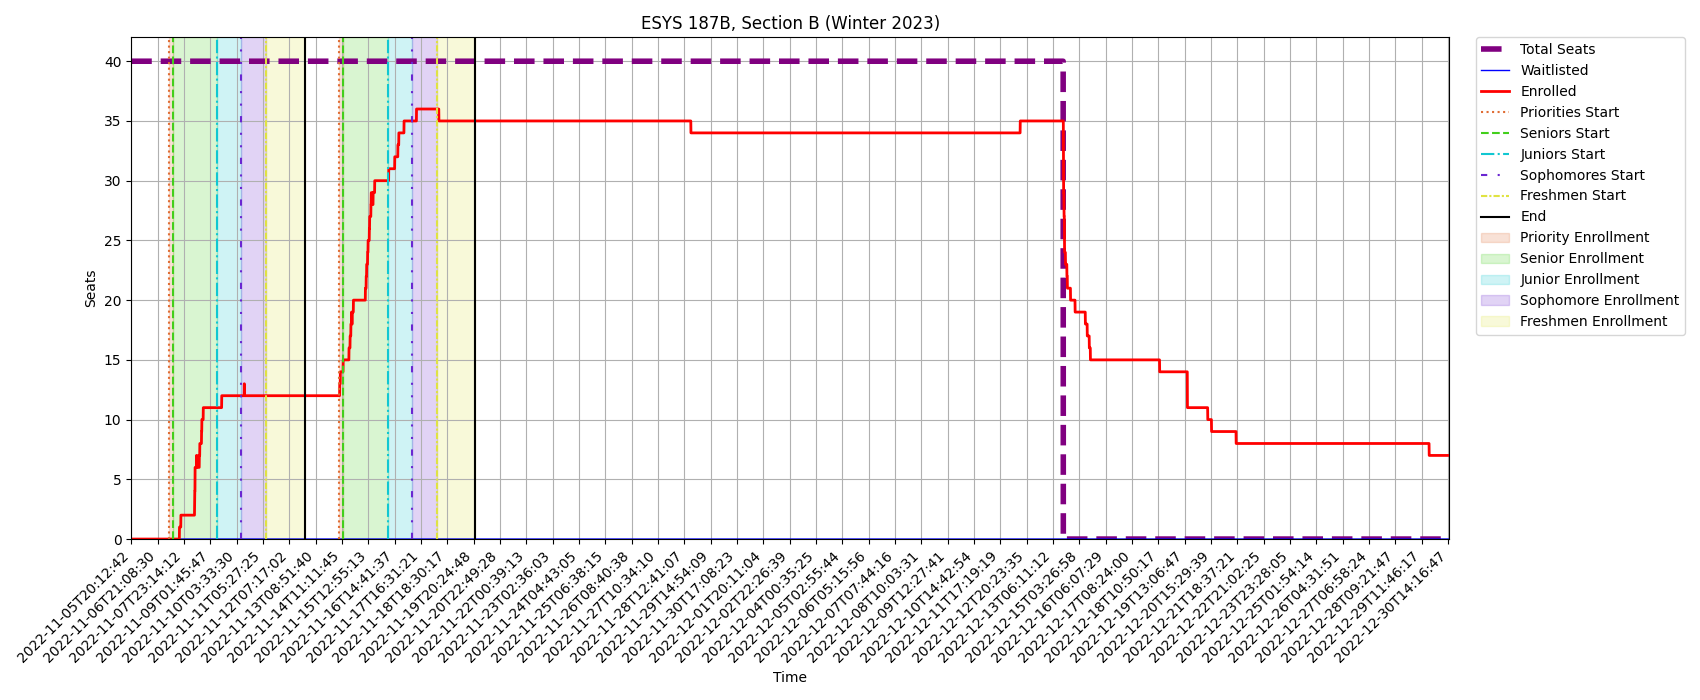 ESYS 187B, Section B (Winter 2023)
Total Seats
Waitlisted
Enrolled
Priorities Start
Seniors Start
Juniors Start
Sophomores Start
Freshmen Start
End
Priority Enrollment
Senior Enrollment
Junior Enrollment
Sophomore Enrollment
Freshmen Enrollment
Seats
40
35
30
25
20
15
10
5
0
2022-11-05T20:12:42
2022-11-06T21:08:30
2022-11-07T23:14:12
2022-11-09T01:45:47
2022-11-10T03:33:30
2022-11-11T05:27:25
2022-11-12T07:17:02
2022-11-13T08:51:40
2022-11-14T11:11:45
2022-11-15T12:55:13
2022-11-16T14:41:37
2022-11-17T16:31:21
2022-11-18T18:30:17
2022-11-19T20:24:48
2022-11-20T22:49:28
2022-11-22T00:39:13
2022-11-23T02:36:03
2022-11-24T04:43:05
2022-11-25T06:38:15
2022-11-26T08:40:38
2022-11-27T10:34:10
2022-11-28T12:41:07
2022-11-29T14:54:09
2022-11-30T17:08:23
2022-12-01T20:11:04
2022-12-02T22:26:39
2022-12-04T00:35:25
2022-12-05T02:55:44
2022-12-06T05:15:56
2022-12-07T07:44:16
2022-12-08T10:03:31
2022-12-09T12:27:41
2022-12-10T14:42:54
2022-12-11T17:19:19
2022-12-12T20:23:35
2022-12-13T06:11:12
2022-12-15T03:26:58
2022-12-16T06:07:29
2022-12-17T08:24:00
2022-12-18T10:50:17
2022-12-19T13:06:47
2022-12-20T15:29:39
2022-12-21T18:37:21
2022-12-22T21:02:25
2022-12-23T23:28:05
2022-12-25T01:54:14
2022-12-26T04:31:51
2022-12-27T06:58:24
2022-12-28T09:21:47
2022-12-29T11:46:17
2022-12-30T14:16:47
Time